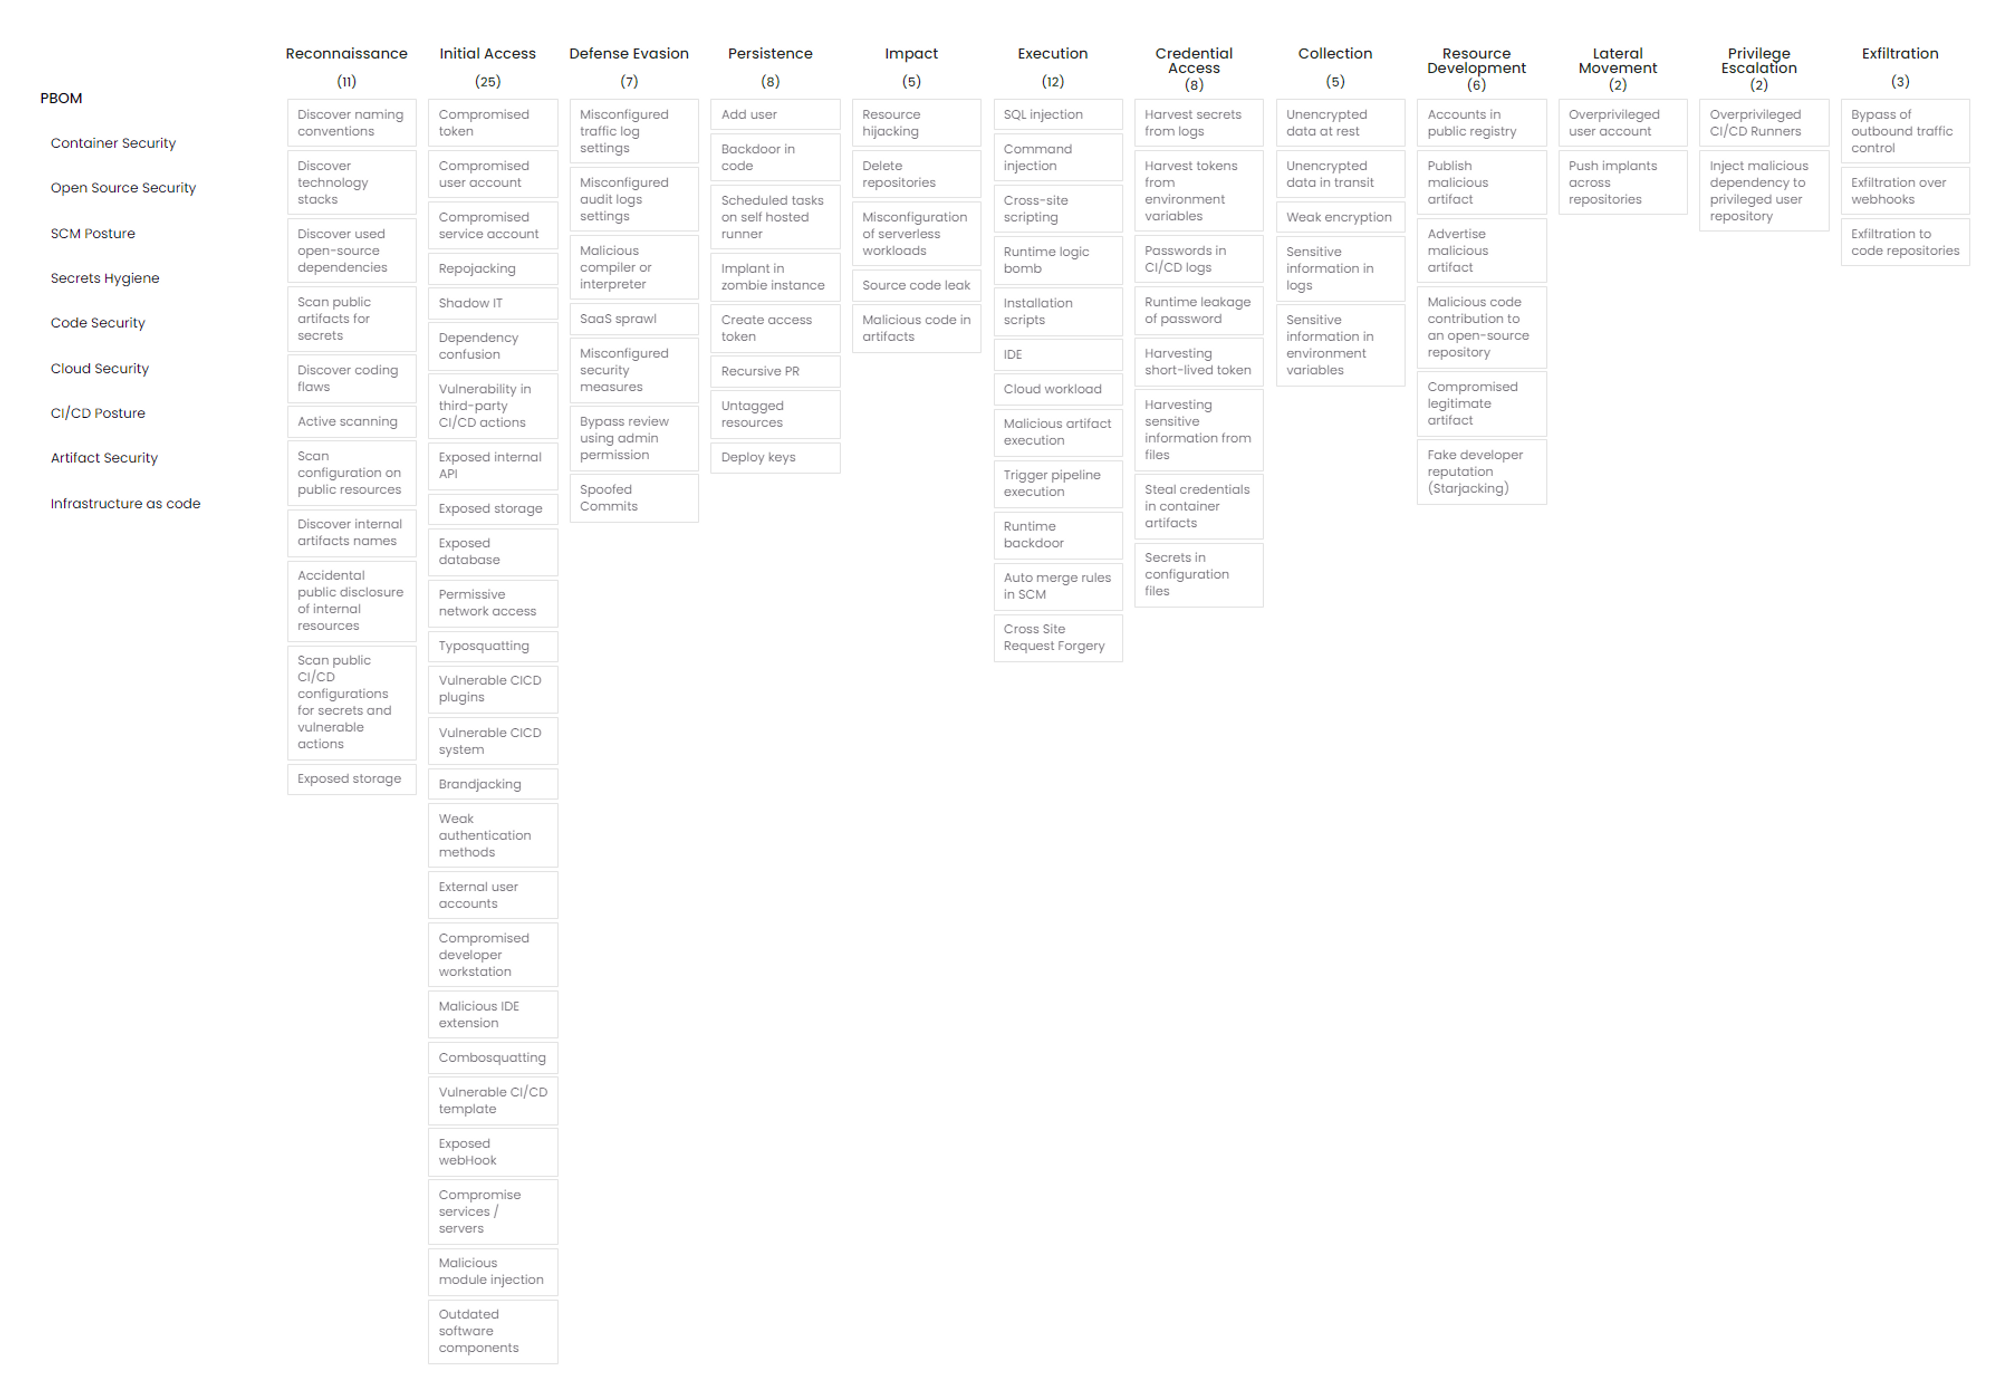 PBOM
Container Security
Open Source Security
SCM Posture
Secrets Hygiene
Code Security
Cloud Security
CI/CD Posture
Artifact Security
Infrastructure as code
Reconnaissance
(11)
Discover naming
conventions
Discover
technology
stacks
Discover used
open-source
dependencies
Scan public
artifacts for
secrets
Discover coding
flaws
Active scanning
Scan
configuration on
public resources
Discover internal
artifacts names
Accidental
public disclosure
of internal
resources
Scan public
CI/CD
configurations
for secrets and
vulnerable
actions
Exposed storage
Initial Access
(25)
Compromised
token
Compromised
user account
Compromised
service account
Repojacking
Shadow IT
Dependency
confusion
Vulnerability in
third-party
CI/CD actions
Exposed internal
API
Exposed storage
Exposed
database
Permissive
network access
Typosquatting
Vulnerable CICD
plugins
Vulnerable CICD
system
Brandjacking
Weak
authentication
methods
External user
accounts
Compromised
developer
workstation
Malicious IDE
extension
Combosquatting
Vulnerable CI/CD
template
Exposed
webHook
Compromise
services /
servers
Malicious
module injection
Outdated
software
components
Defense Evasion
(7)
Misconfigured
traffic log
settings
Misconfigured
audit logs
settings
Malicious
compiler or
interpreter
SaaS sprawl
Misconfigured
security
measures
Bypass review
using admin
permission
Spoofed
Commits
Persistence
(8)
Add user
Backdoor in
code
Scheduled tasks
on self hosted
runner
Implant in
zombie instance
Create access
token
Recursive PR
Untagged
resources
Deploy keys
Impact
(5)
Resource
hijacking
Delete
repositories
Misconfiguration
of serverless
workloads
Source code leak
Malicious code in
artifacts
Execution
(12)
SQL injection
Command
injection
Cross-site
scripting
Runtime logic
bomb
Installation
scripts
IDE
Cloud workload
Malicious artifact
execution
Trigger pipeline
execution
Runtime
backdoor
Auto merge rules
in SCM
Cross Site
Request Forgery
Credential
Access
(8)
Harvest secrets
from logs
Harvest tokens
from
environment
variables
Passwords in
CI/CD logs
Runtime leakage
of password
Harvesting
short-lived token
Harvesting
sensitive
information from
files
Steal credentials
in container
artifacts
Secrets in
configuration
files
Collection
(5)
Unencrypted
data at rest
Unencrypted
data in transit
Weak encryption
Sensitive
information in
logs
Sensitive
information in
environment
variables
Resource
Development
(6)
Accounts in
public registry
Publish
malicious
artifact
Advertise
malicious
artifact
Malicious code
contribution to
an open-source
repository
Compromised
legitimate
artifact
Fake developer
reputation
(Starjacking)
Lateral
Movement
(2)
Overprivileged
user account
Push implants
across
repositories
Privilege
Escalation
(2)
Overprivileged
CI/CD Runners
Inject malicious
dependency to
privileged user
repository
Exfiltration
(3)
Bypass of
outbound traffic
control
Exfiltration over
webhooks
Exfiltration to
code repositories